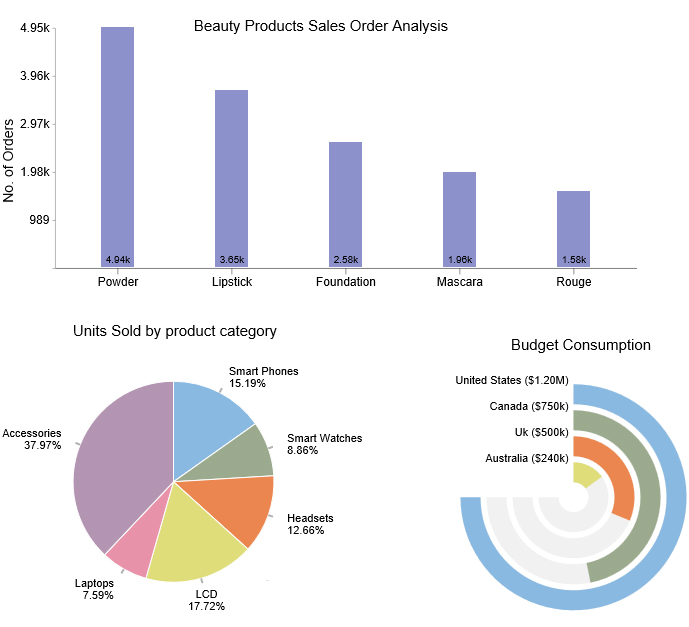 Beauty Products Sales Order Analysis
No. of Orders
4.95k
3.96k
2.97k
1.98k
989
4.94k
3.65k
2.58k
1.96k
1.58k
Powder
Lipstick
Foundation
Mascara
Rouge
Units Sold by product category
Smart Phones
15.19%
Smart Watches
8.86%
Headsets
12.66%
LCD
17.72%
Laptops
7.59%
Accessories
37.97%
Budget Consumption
United States ($1.20M)
Canada ($750k)
Uk ($500k)
Australia ($240k)